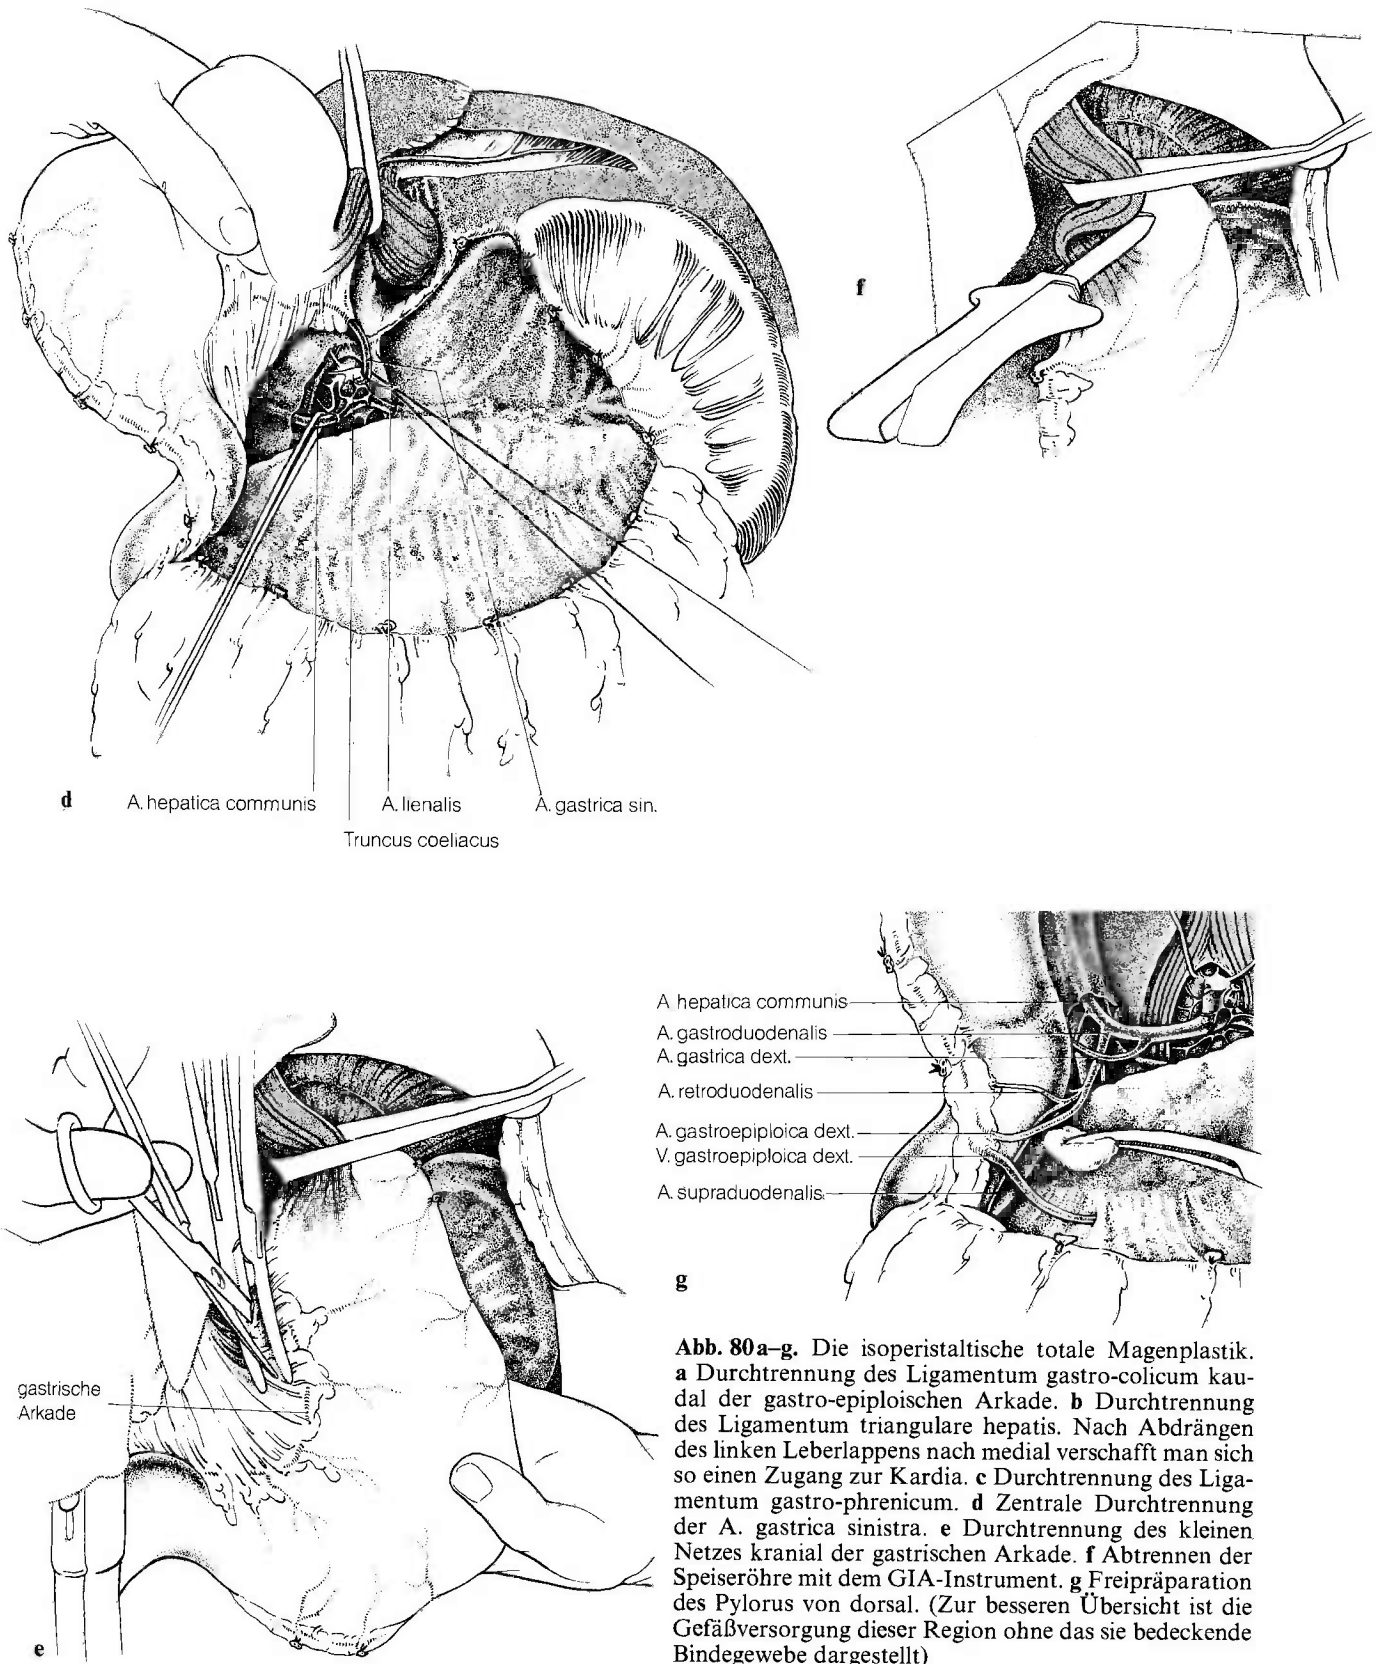 f
d
A. hepatica communis
A. lienalis
A. gastrica sin.
Truncus coeliacus
A. hepatica communis
A. gastroduodenalis
A. gastrica dext.
A. retroduodenalis
A. gastroepiploica dext.
V. gastroepiploica dext.
A. supraduodenalis
g
gastrische
Arkade
e
Abb. 80a–g. Die isoperistaltische totale Magenplastik.
a Durchtrennung des Ligamentum gastro-colicum kau-
dal der gastro-epiploischen Arkade. b Durchtrennung
des Ligamentum triangulare hepatis. Nach Abdrängen
des linken Leberlappens nach medial verschafft man sich
so einen Zugang zur Kardia. c Durchtrennung des Liga-
mentum gastro-phrenicum. d Zentrale Durchtrennung
der A. gastrica sinistra. e Durchtrennung des kleinen
Netzes kranial der gastrischen Arkade. f Abtrennen der
Speiseröhre mit dem GIA-Instrument. g Freipräparation
des Pylorus von dorsal. (Zur besseren Übersicht ist die
Gefäßversorgung dieser Region ohne das sie bedeckende
Bindegewebe dargestellt)